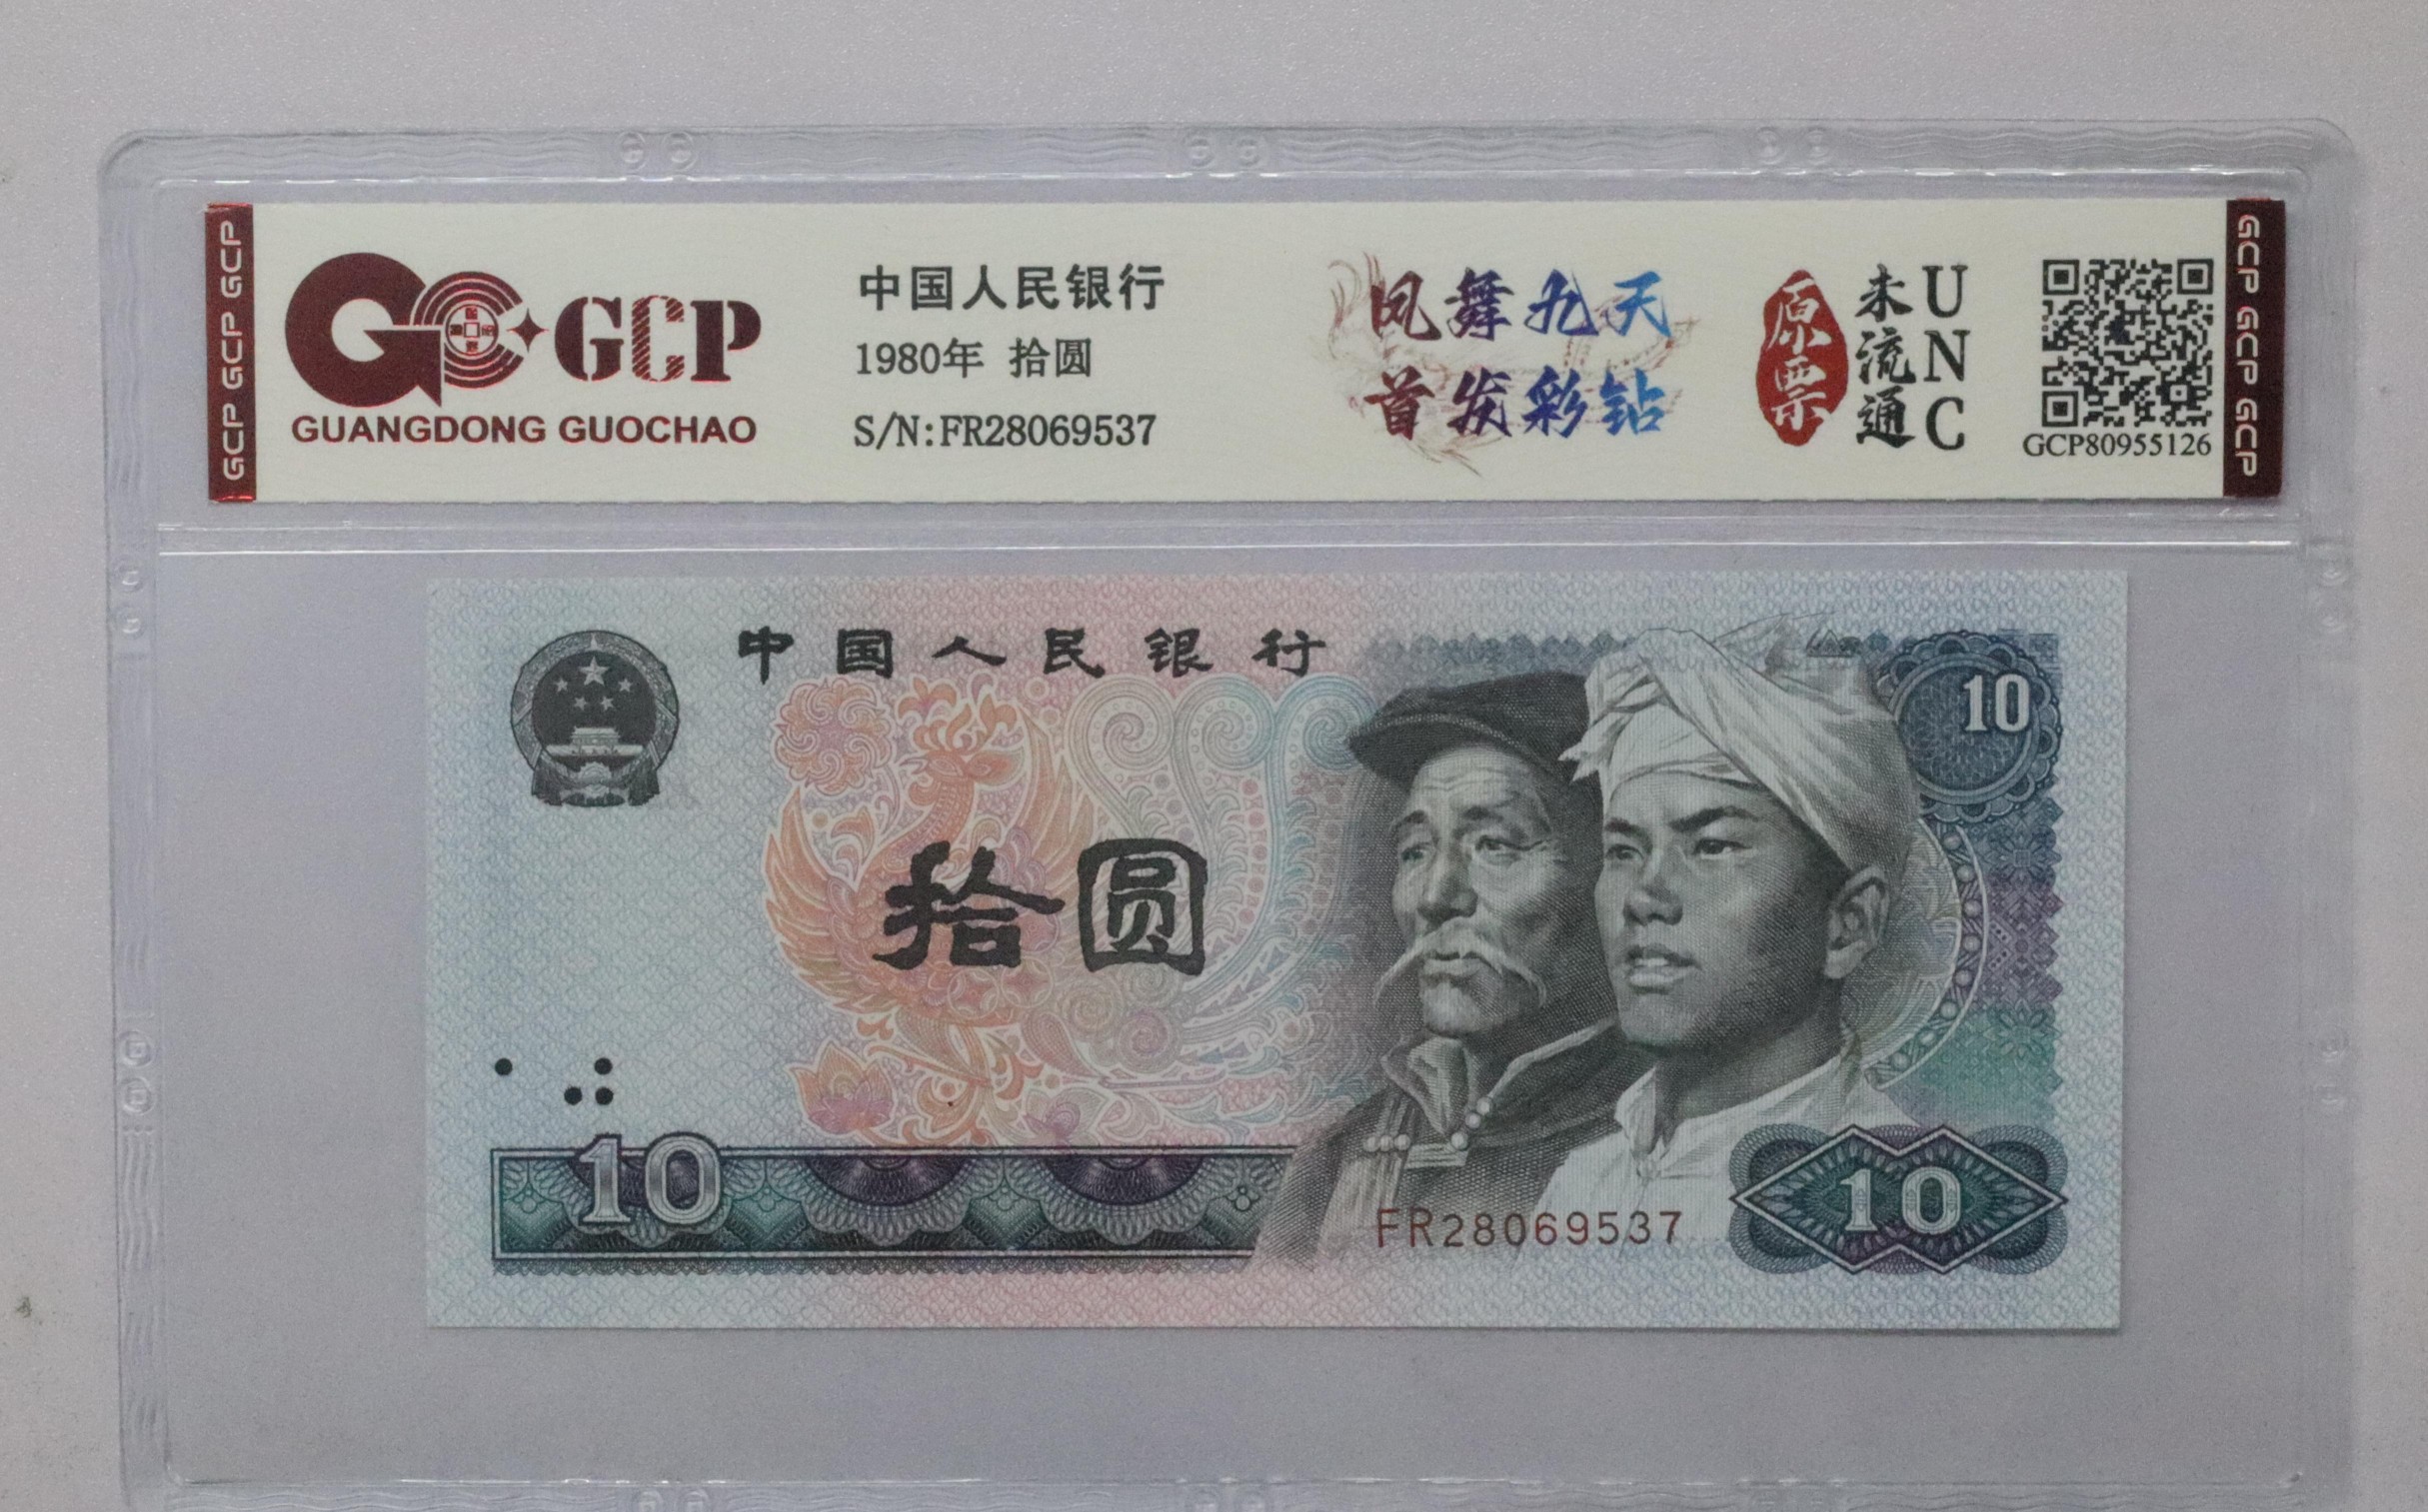 GCP GCP GCP
GCP
GUANGDONG GUOCHAO
中国人民银行
1980年 拾圆
S/N:FR28069537
凤舞九天
首发彩钻
原票
未流通
UNC
GCP80955126
GCP GCP GCP
中国人民银行
10
拾圆
10
FR28069537
10